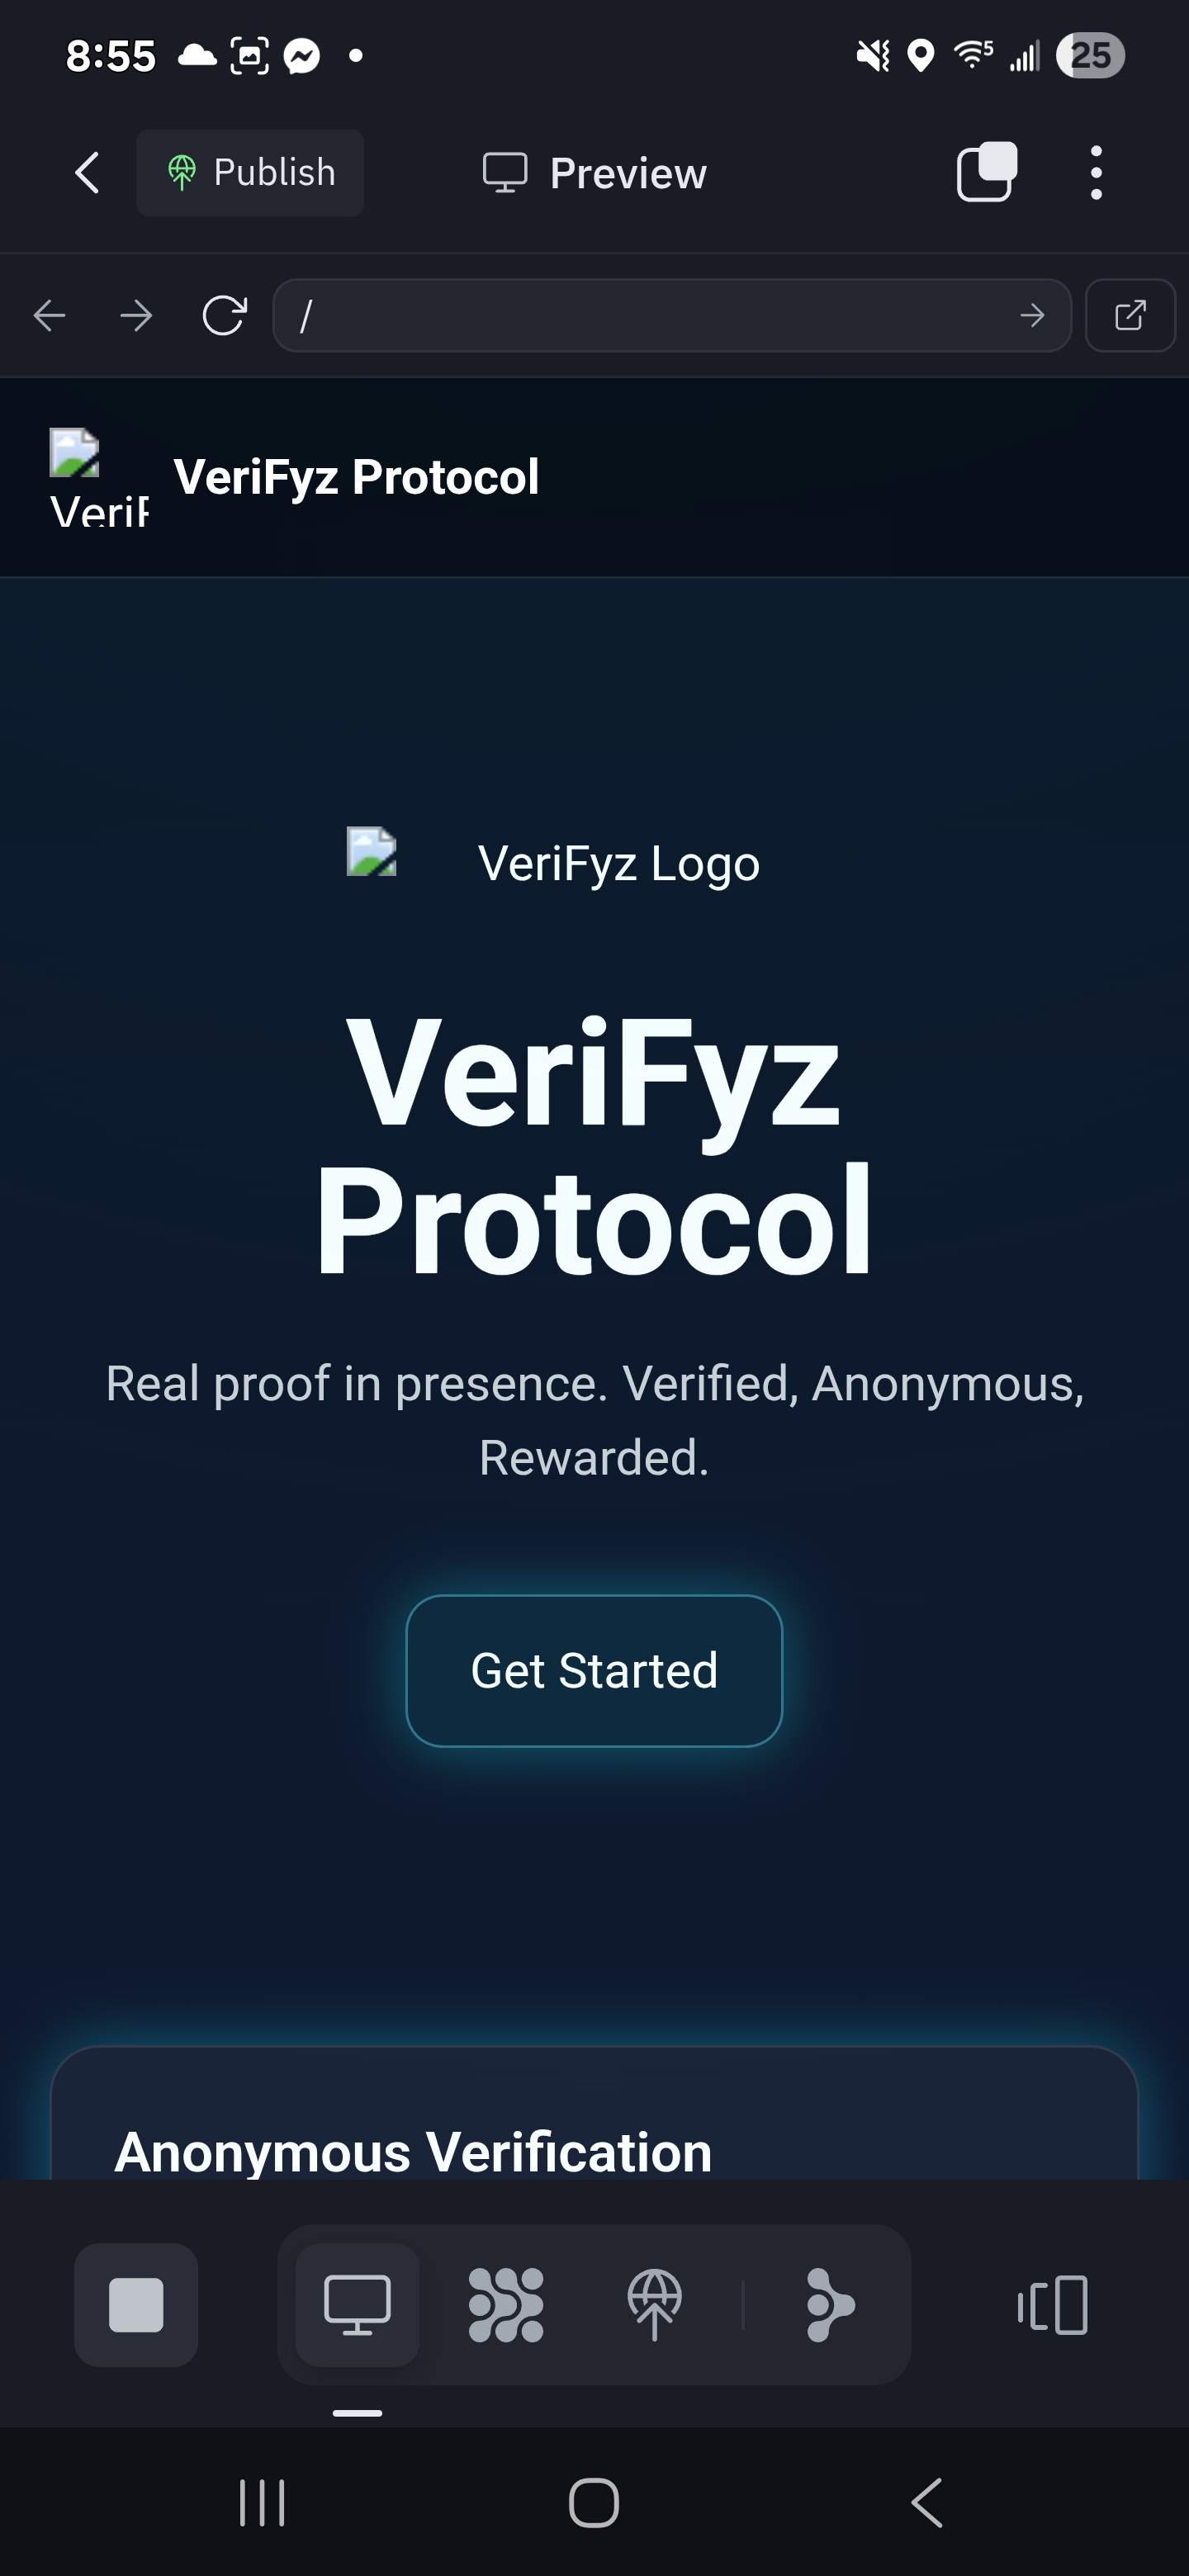 8:55
5
25
Publish
Preview
/
VeriFyz Protocol
VeriF
VeriFyz Logo
VeriFyz
Protocol
Real proof in presence. Verified, Anonymous,
Rewarded.
Get Started
Anonymous Verification